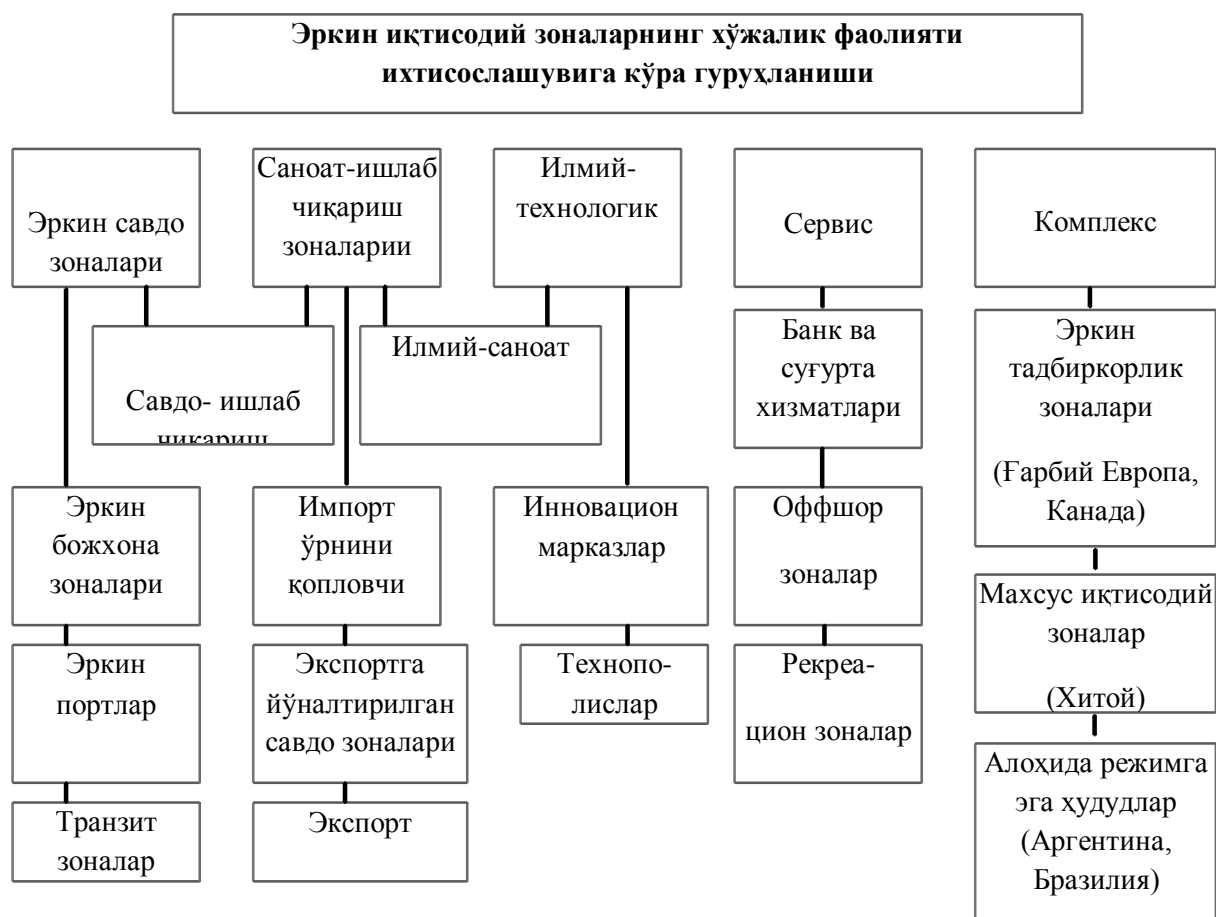 Эркин иқтисодий зоналарнинг хўжалик фаолияти
ихтисослашувига кўра гуруҳланиши
Эркин савдо
зоналари
Саноат-ишлаб
чиқариш
зоналарии
Илмий-
технологик
Сервис
Комплекс
Савдо- ишлаб
чиқариш
Илмий-саноат
Банк ва
суғурта
хизматлари
Эркин
тадбиркорлик
зоналари
(Ғарбий Европа,
Канада)
Эркин
божхона
зоналари
Импорт
ўрнини
қопловчи
Инновацион
марказлар
Оффшор
зоналар
Махсус иқтисодий
зоналар
(Хитой)
Эркин
портлар
Экспортга
йўналтирилган
савдо зоналари
Технопо-
лислар
Рекреа-
цион зоналар
Алоҳида режимга
эга ҳудудлар
(Аргентина,
Бразилия)
Транзит
зоналар
Экспорт